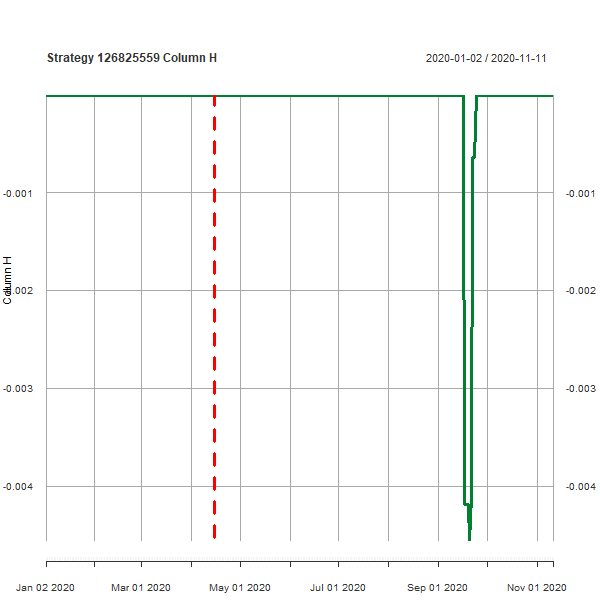 Strategy 126825559 Column H
2020-01-02 / 2020-11-11
-0.001
-0.001
Column H
-0.002
-0.002
-0.003
-0.003
-0.004
-0.004
Jan 02 2020
Mar 01 2020
May 01 2020
Jul 01 2020
Sep 01 2020
Nov 01 2020